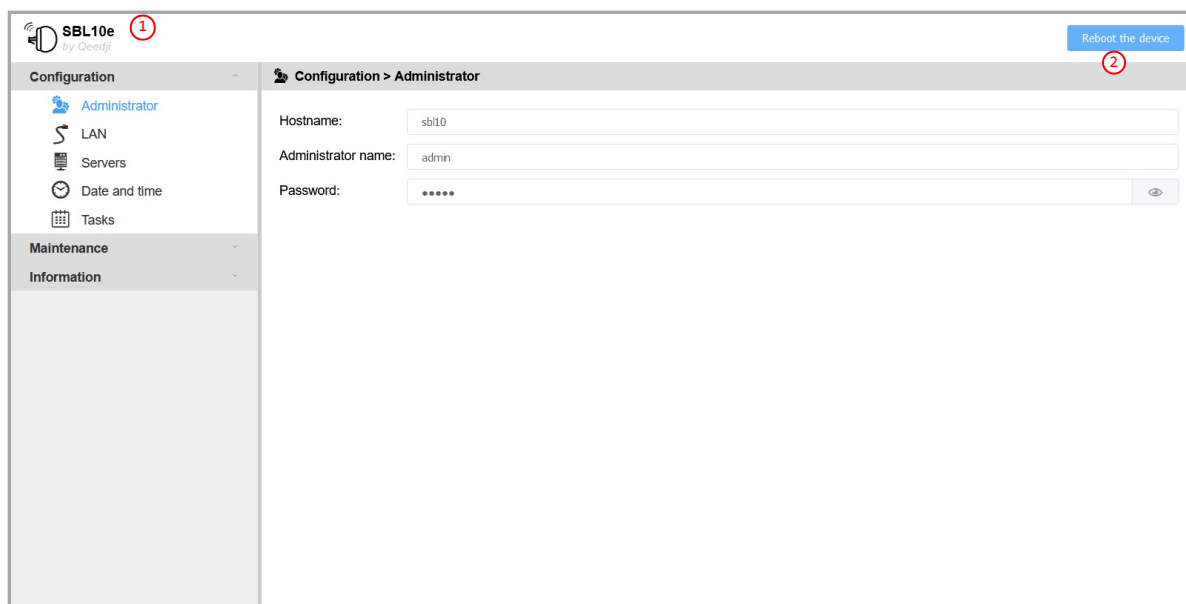 SBL10e
by Qeedji
1
Reboot the device
2
Configuration
Administrator
LAN
Servers
Date and time
Tasks
Maintenance
Information
Configuration > Administrator
Hostname: sbl10
Administrator name: admin
Password: •••••